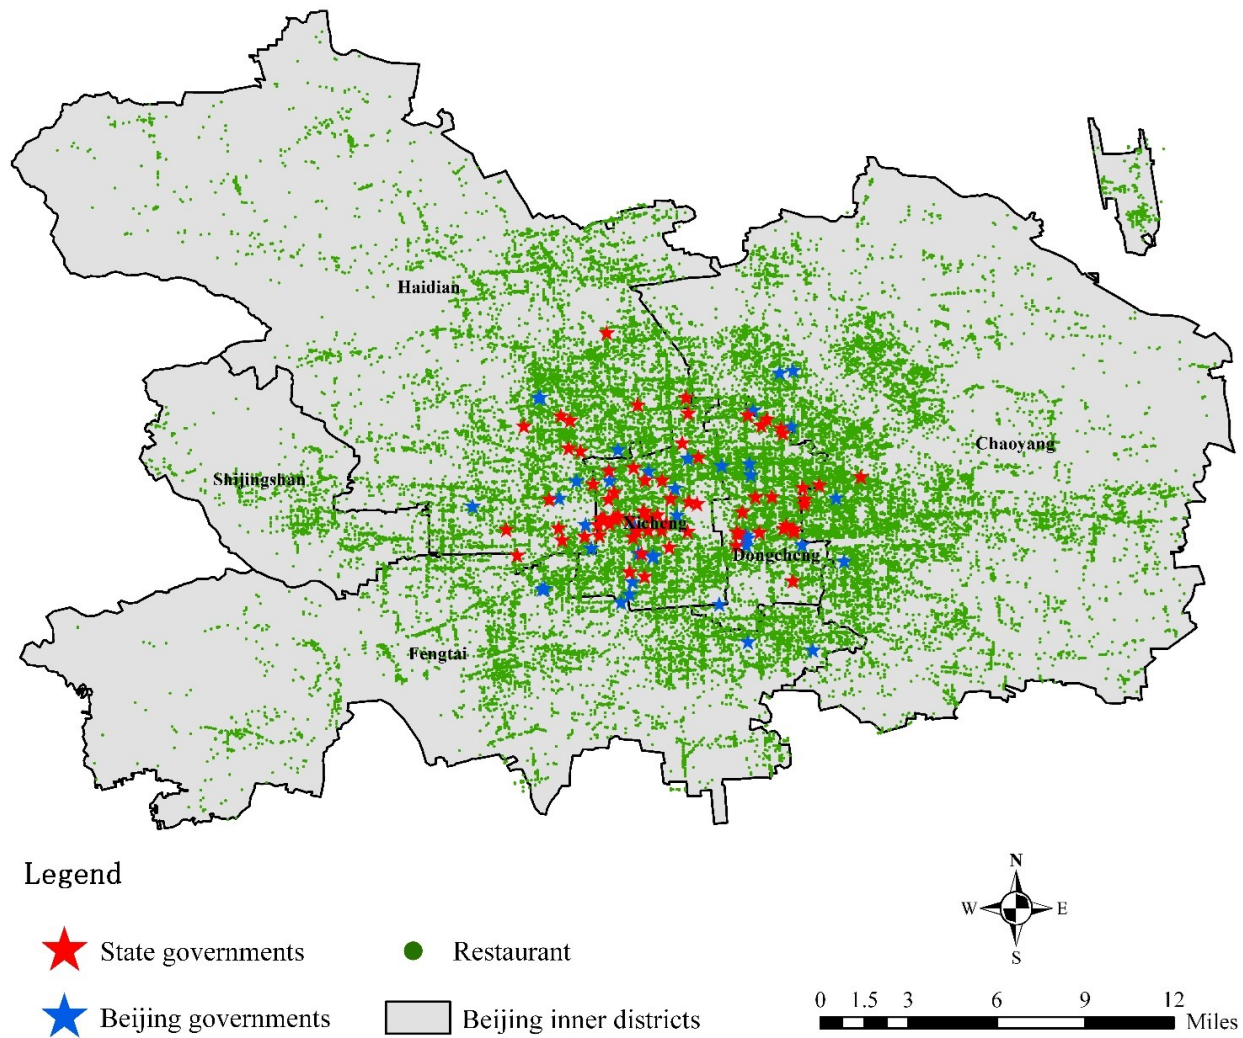 Haidian
Chaoyang
Shijingshan
Xicheng
Dongcheng
Fengtai
Legend
State governments
Restaurant
Beijing governments
Beijing inner districts
N
W E
S
0 1.5 3 6 9 12
Miles